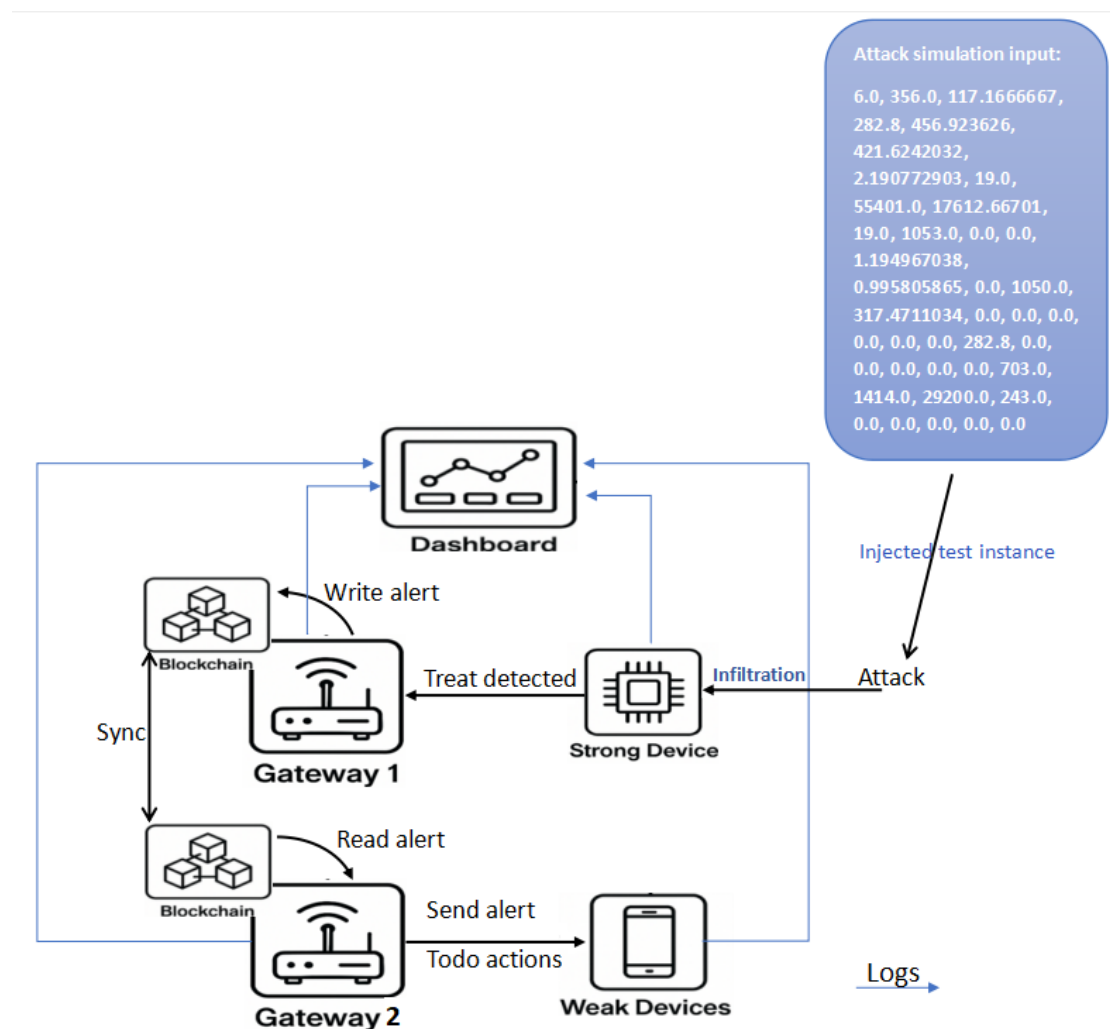 Attack simulation input:
6.0, 356.0, 117.1666667,
282.8, 456.923626,
421.6242032,
2.190772903, 19.0,
55401.0, 17612.66701,
19.0, 1053.0, 0.0, 0.0,
1.194967038,
0.995805865, 0.0, 1050.0,
317.4711034, 0.0, 0.0, 0.0,
0.0, 0.0, 0.0, 282.8, 0.0,
0.0, 0.0, 0.0, 0.0, 703.0,
1414.0, 29200.0, 243.0,
0.0, 0.0, 0.0, 0.0, 0.0
Dashboard
Injected test instance
Write alert
Blockchain
Treat detected
Infiltration
Attack
Sync
Strong Device
Gateway 1
Read alert
Blockchain
Send alert
Todo actions
Logs
Weak Devices
Gateway 2